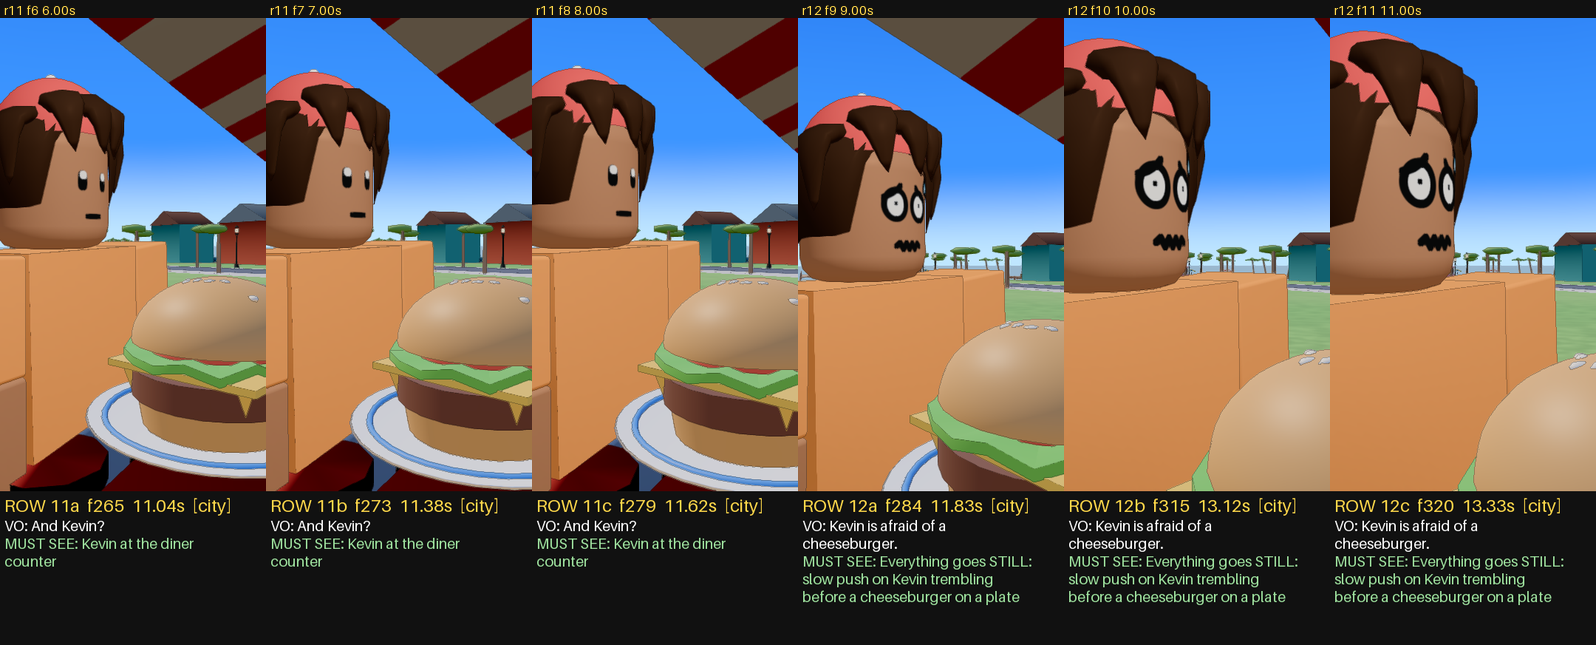 r11 f6 6.00s
r11 f7 7.00s
r11 f8 8.00s
r12 f9 9.00s
r12 f10 10.00s
r12 f11 11.00s
ROW 11a f265 11.04s [city]
VO: And Kevin?
MUST SEE: Kevin at the diner
counter
ROW 11b f273 11.38s [city]
VO: And Kevin?
MUST SEE: Kevin at the diner
counter
ROW 11c f279 11.62s [city]
VO: And Kevin?
MUST SEE: Kevin at the diner
counter
ROW 12a f284 11.83s [city]
VO: Kevin is afraid of a
cheeseburger.
MUST SEE: Everything goes STILL:
slow push on Kevin trembling
before a cheeseburger on a plate
ROW 12b f315 13.12s [city]
VO: Kevin is afraid of a
cheeseburger.
MUST SEE: Everything goes STILL:
slow push on Kevin trembling
before a cheeseburger on a plate
ROW 12c f320 13.33s [city]
VO: Kevin is afraid of a
cheeseburger.
MUST SEE: Everything goes STILL:
slow push on Kevin trembling
before a cheeseburger on a plate